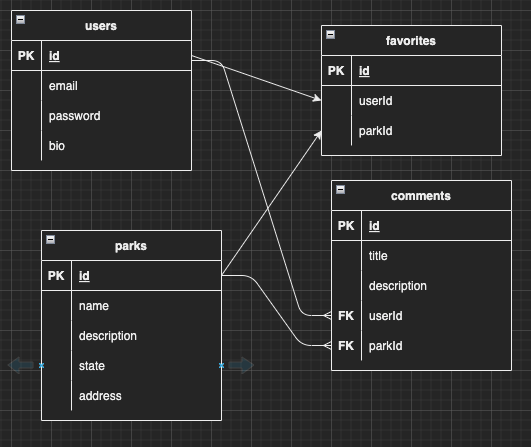 users
PK id
email
password
bio
favorites
PK id
userId
parkId
comments
PK id
title
description
FK userId
FK parkId
parks
PK id
name
description
state
address